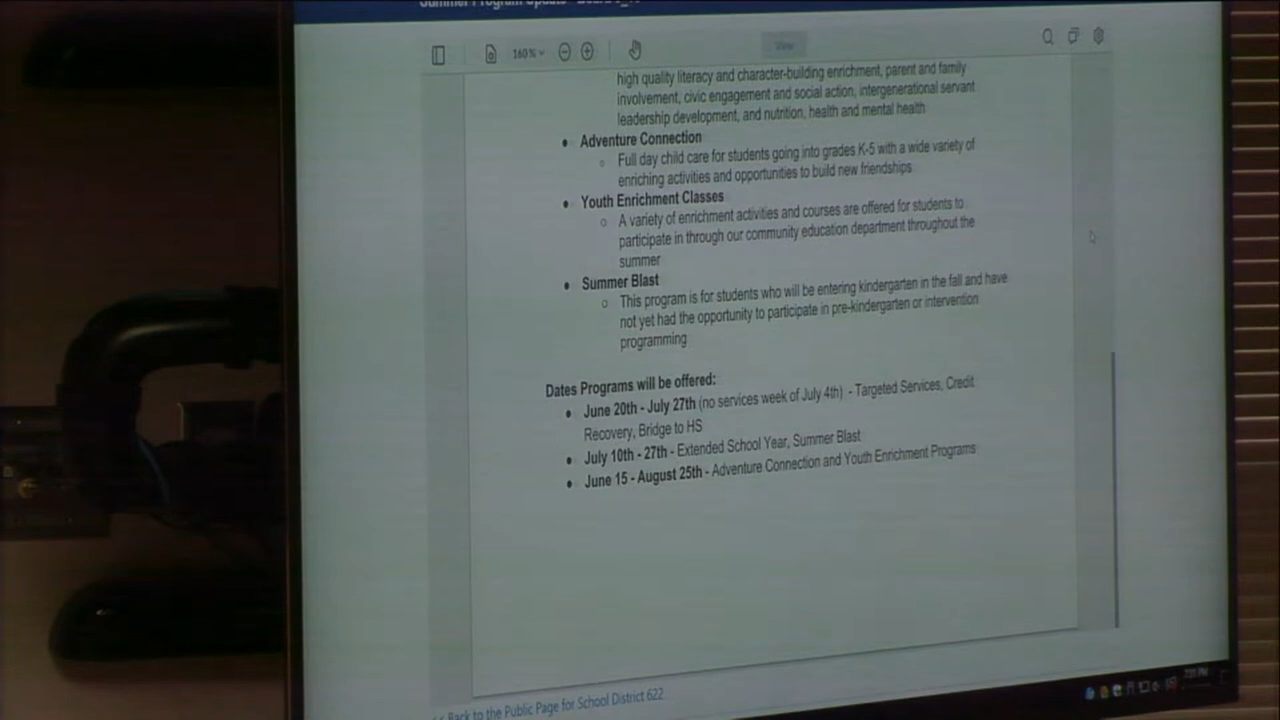 Summer Program Update
160%
View
high quality literacy and character-building enrichment, parent and family
involvement, civic engagement and social action, intergenerational servant
leadership development, and nutrition, health and mental health
• Adventure Connection
○ Full day child care for students going into grades K-5 with a wide variety of
enriching activities and opportunities to build new friendships
• Youth Enrichment Classes
○ A variety of enrichment activities and courses are offered for students to
participate in through our community education department throughout the
summer
• Summer Blast
○ This program is for students who will be entering kindergarten in the fall and have
not yet had the opportunity to participate in pre-kindergarten or intervention
programming
Dates Programs will be offered:
• June 20th - July 27th (no services week of July 4th) - Targeted Services, Credit
Recovery, Bridge to HS
• July 10th - 27th - Extended School Year, Summer Blast
• June 15 - August 25th - Adventure Connection and Youth Enrichment Programs
Back to the Public Page for School District 622